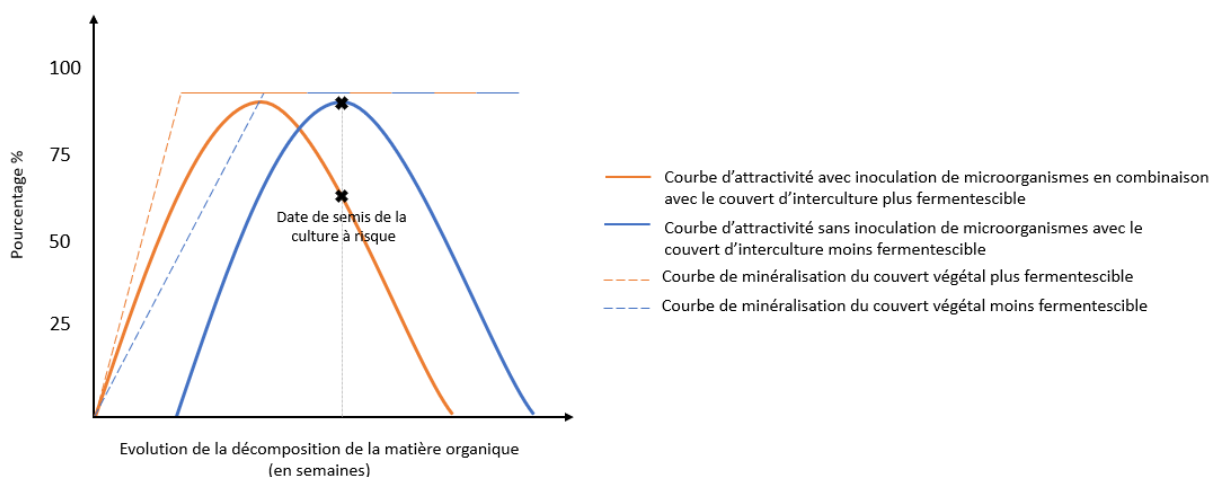 100
75
50
25
Pourcentage %
Date de semis de la
culture à risque
Evolution de la décomposition de la matière organique
(en semaines)
Courbe d'attractivité avec inoculation de microorganismes en combinaison
avec le couvert d'interculture plus fermentescible
Courbe d'attractivité sans inoculation de microorganismes avec le
couvert d'interculture moins fermentescible
Courbe de minéralisation du couvert végétal plus fermentescible
Courbe de minéralisation du couvert végétal moins fermentescible